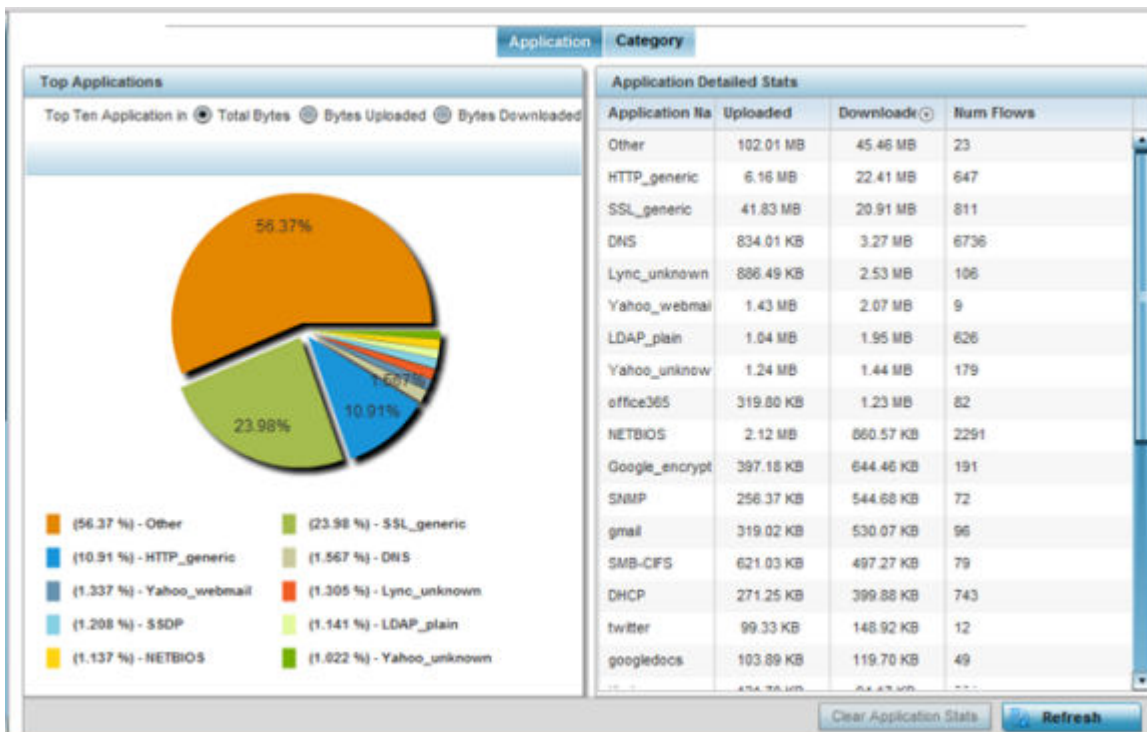 Application Category
Top Applications
Top Ten Application in Total Bytes Bytes Uploaded Bytes Downloaded
56.37%
23.98%
10.91%
1.567%
(56.37 %) - Other (23.98 %) - SSL_generic
(10.91 %) - HTTP_generic (1.567 %) - DNS
(1.337 %) - Yahoo_webmail (1.305 %) - Lync_unknown
(1.208 %) - SSDP (1.141 %) - LDAP_plain
(1.137 %) - NETBIOS (1.022 %) - Yahoo_unknown
Application Detailed Stats
Application Na Uploaded Downloade Num Flows
Other 102.01 MB 45.46 MB 23
HTTP_generic 6.16 MB 22.41 MB 647
SSL_generic 41.83 MB 20.91 MB 811
DNS 834.01 KB 3.27 MB 6736
Lync_unknown 886.49 KB 2.53 MB 106
Yahoo_webmai 1.43 MB 2.07 MB 9
LDAP_plain 1.04 MB 1.95 MB 626
Yahoo_unknow 1.24 MB 1.44 MB 179
office365 319.80 KB 1.23 MB 82
NETBIOS 2.12 MB 860.57 KB 2291
Google_encrypt 397.18 KB 644.46 KB 191
SNMP 256.37 KB 544.68 KB 72
gmail 319.02 KB 530.07 KB 96
SMB-CIFS 621.03 KB 497.27 KB 79
DHCP 271.25 KB 399.88 KB 743
twitter 99.33 KB 148.92 KB 12
googledocs 103.89 KB 119.70 KB 49
Clear Application Stats Refresh